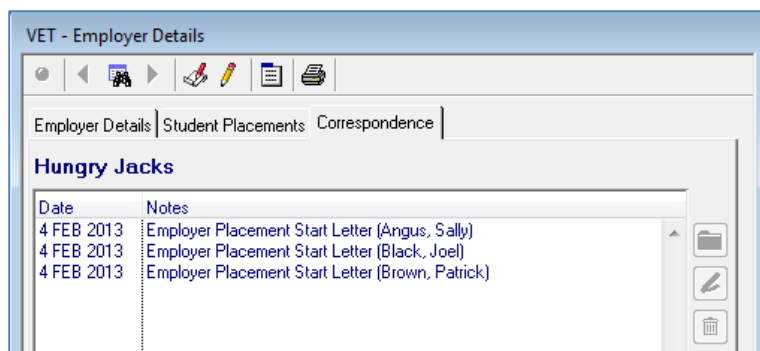 VET - Employer Details
Employer Details Student Placements Correspondence
Hungry Jacks
Date Notes
4 FEB 2013 Employer Placement Start Letter (Angus, Sally)
4 FEB 2013 Employer Placement Start Letter (Black, Joel)
4 FEB 2013 Employer Placement Start Letter (Brown, Patrick)